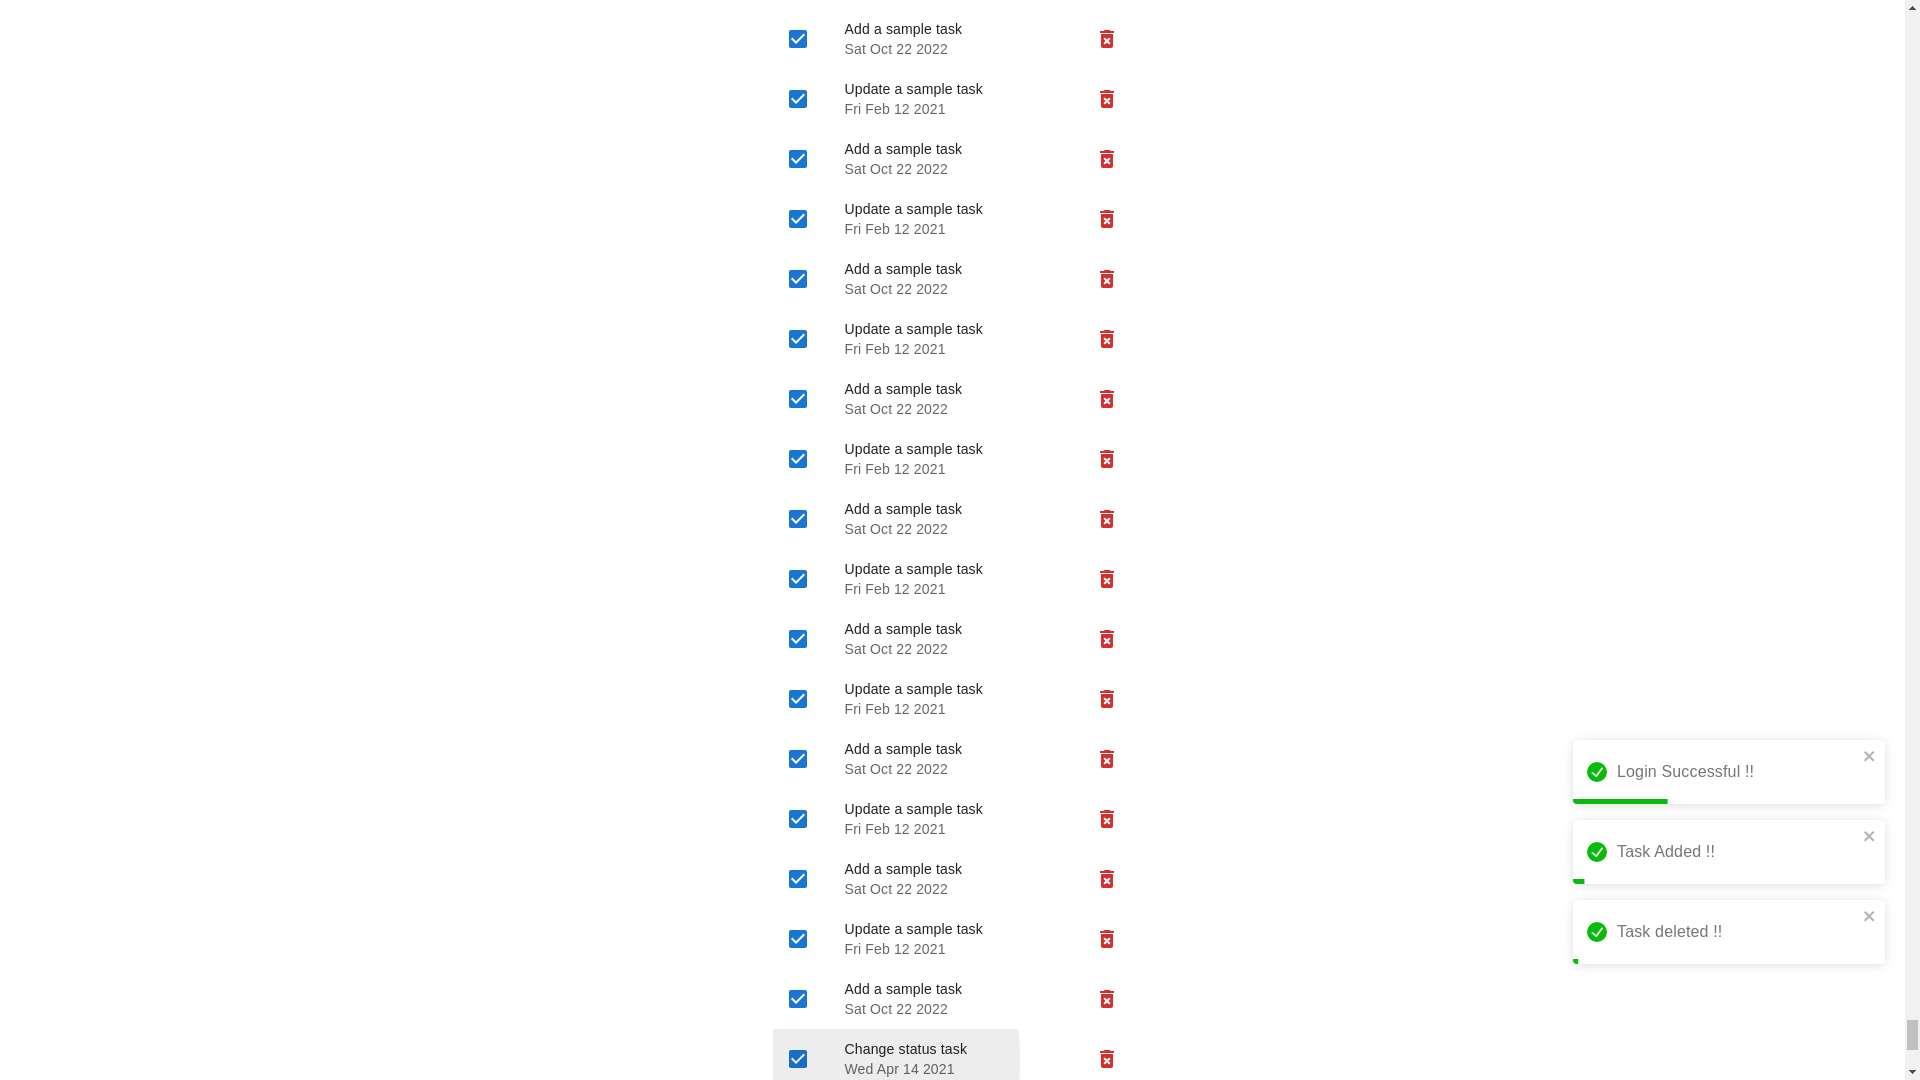 Add a sample task
Sat Oct 22 2022
Update a sample task
Fri Feb 12 2021
Add a sample task
Sat Oct 22 2022
Update a sample task
Fri Feb 12 2021
Add a sample task
Sat Oct 22 2022
Update a sample task
Fri Feb 12 2021
Add a sample task
Sat Oct 22 2022
Update a sample task
Fri Feb 12 2021
Add a sample task
Sat Oct 22 2022
Update a sample task
Fri Feb 12 2021
Add a sample task
Sat Oct 22 2022
Update a sample task
Fri Feb 12 2021
Add a sample task
Sat Oct 22 2022
Update a sample task
Fri Feb 12 2021
Add a sample task
Sat Oct 22 2022
Update a sample task
Fri Feb 12 2021
Add a sample task
Sat Oct 22 2022
Change status task
Wed Apr 14 2021
Login Successful !!
Task Added !!
Task deleted !!